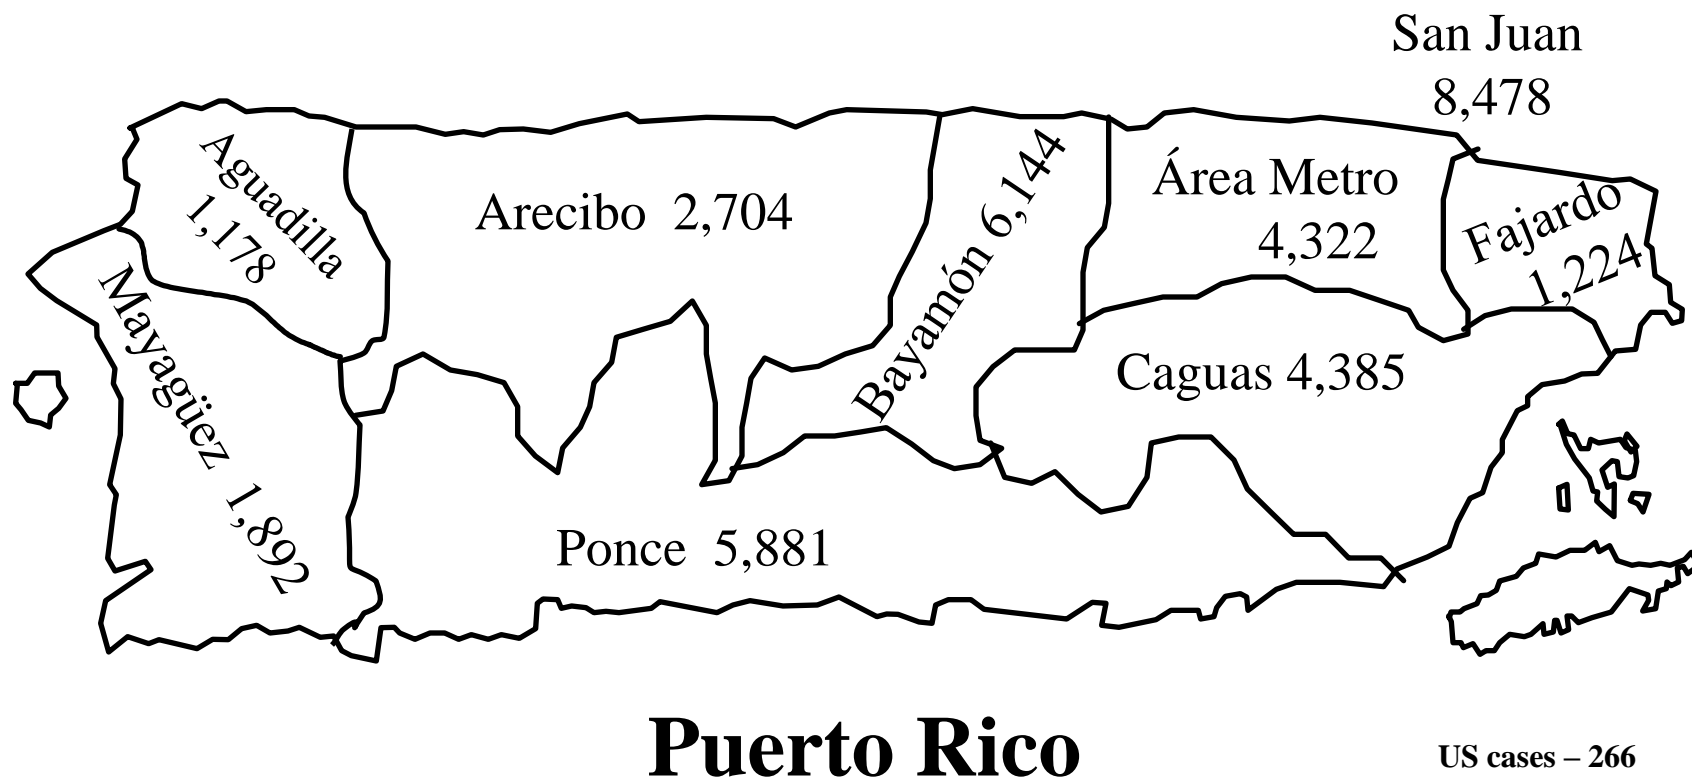 San Juan
8,478
Aguadilla
1,178
Arecibo 2,704
Bayamón 6,144
Área Metro
4,322
Fajardo
1,224
Mayagüez 1,892
Caguas 4,385
Ponce 5,881
Puerto Rico
US cases – 266